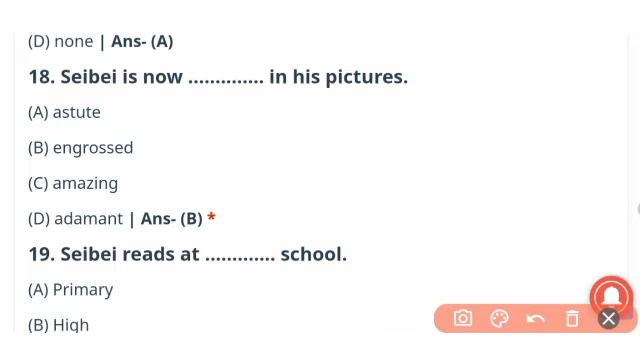 (D) none | Ans- (A)
18. Seibei is now .............. in his pictures.
(A) astute
(B) engrossed
(C) amazing
(D) adamant | Ans- (B) *
19. Seibei reads at ............. school.
(A) Primary
(B) High